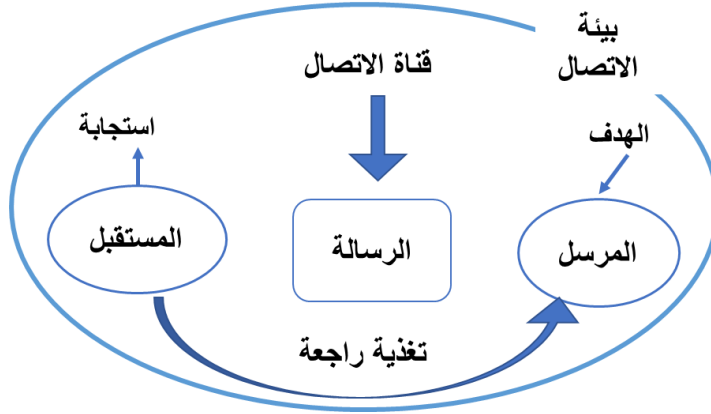 بيئة
الاتصال
قناة الاتصال
الهدف
استجابة
المرسل
الرسالة
المستقبل
تغذية راجعة